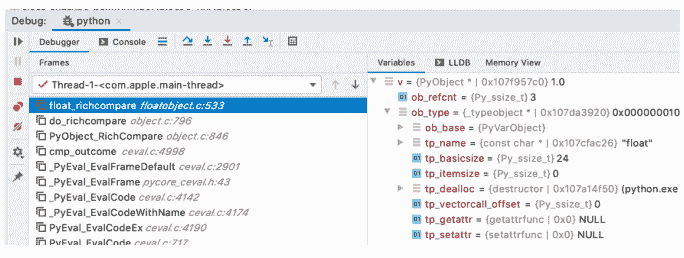 Debug: python
Debugger Console
Frames
Thread-1-<com.apple.main-thread>
float_richcompare floatobject.c:533
do_richcompare object.c:796
PyObject_RichCompare object.c:846
cmp_outcome ceval.c:4998
_PyEval_EvalFrameDefault ceval.c:2901
_PyEval_EvalFrame pycore_ceval.h:43
_PyEval_EvalCode ceval.c:4142
_PyEval_EvalCodeWithName ceval.c:4174
PyEval_EvalCodeEx ceval.c:4190
PyEval_EvalCode ceval.c:717
Variables LLDB Memory View
v = {PyObject * | 0x107f957c0} 1.0
ob_refcnt = {Py_ssize_t} 3
ob_type = {_typeobject * | 0x107da3920} 0x000000010
ob_base = {PyVarObject}
tp_name = {const char * | 0x107cfac26} "float"
tp_basicsize = {Py_ssize_t} 24
tp_itemsize = {Py_ssize_t} 0
tp_dealloc = {destructor | 0x107a14f50} (python.exe
tp_vectorcall_offset = {Py_ssize_t} 0
tp_getattr = {getattrfunc | 0x0} NULL
tp_setattr = {setattrfunc | 0x0} NULL